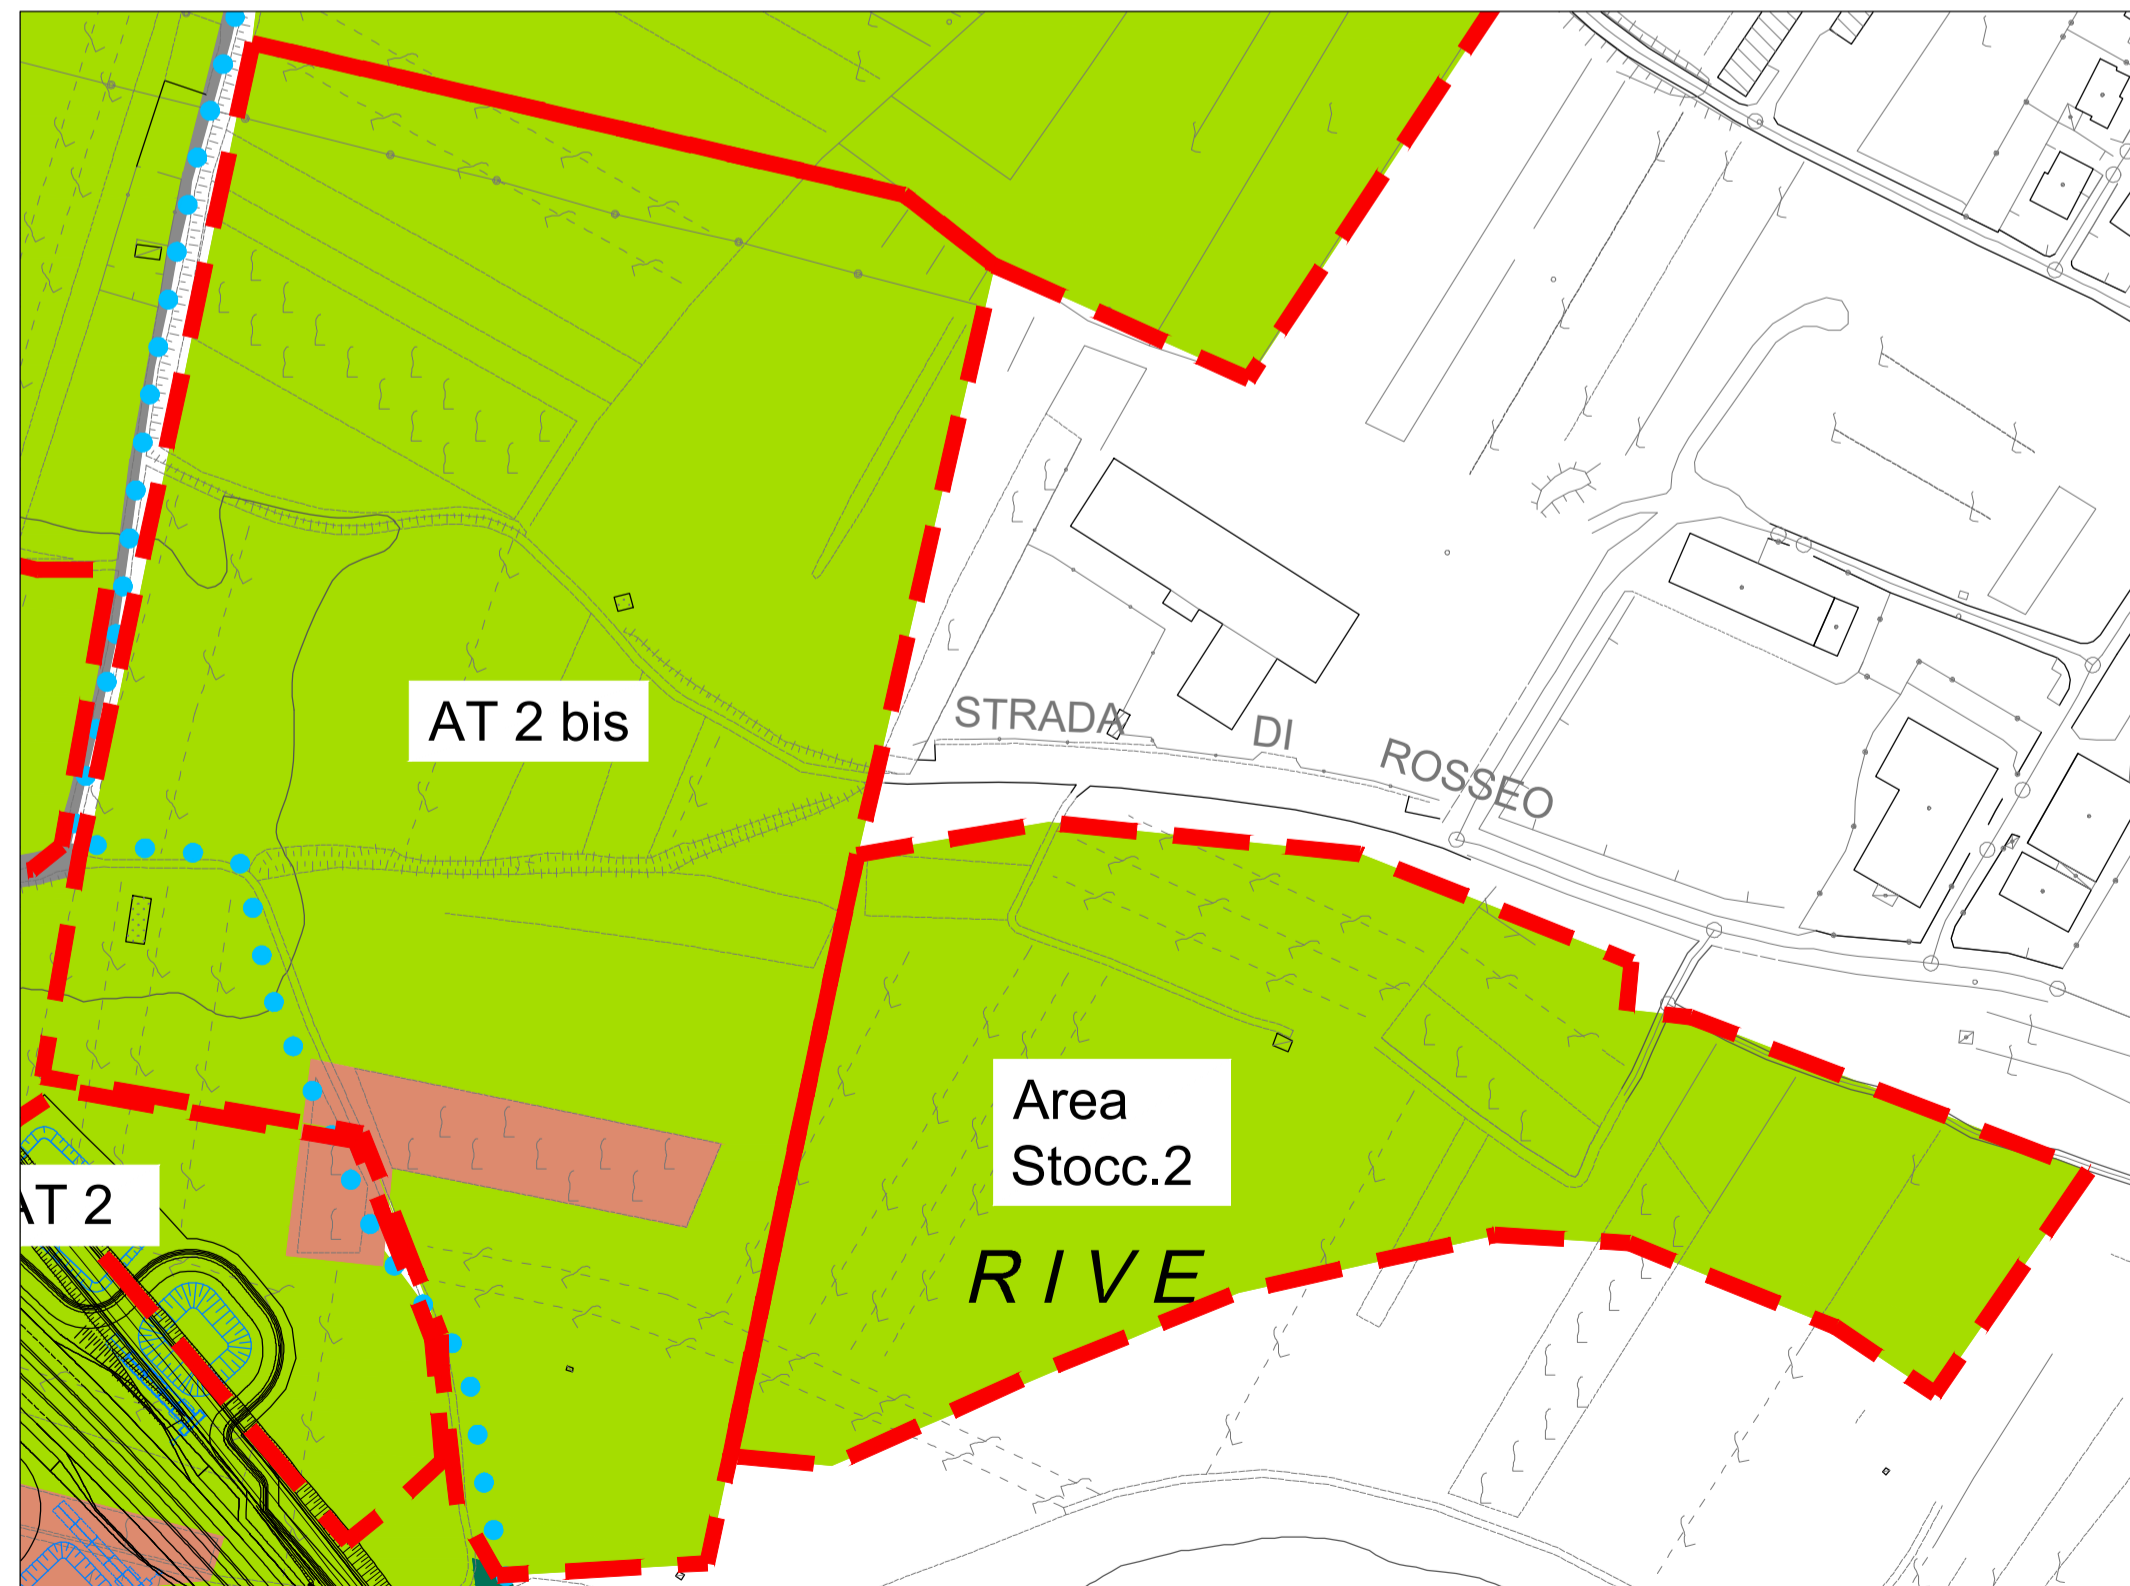 AT 2 bis
STRADA DI ROSSEO
Area
Stocc.2
AT 2
RIVE